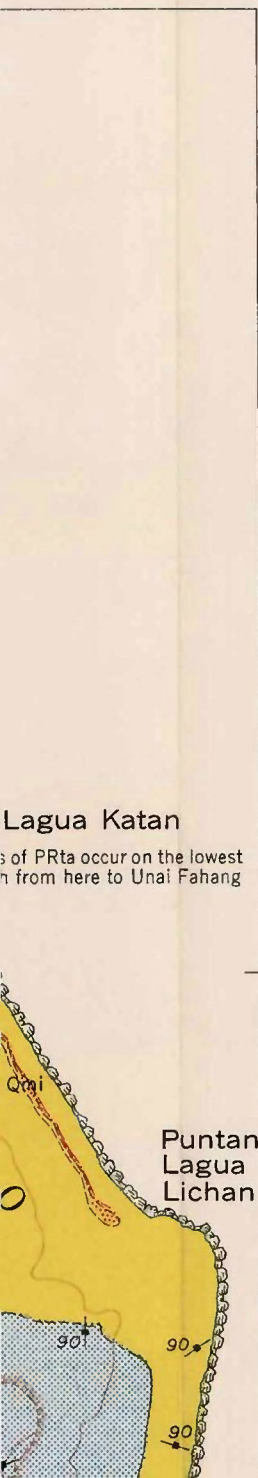 Lagua Katan
of PRta occur on the lowest
from here to Unai Fahang
Qmi
Puntan
Lagua
Lichan
90
90
90